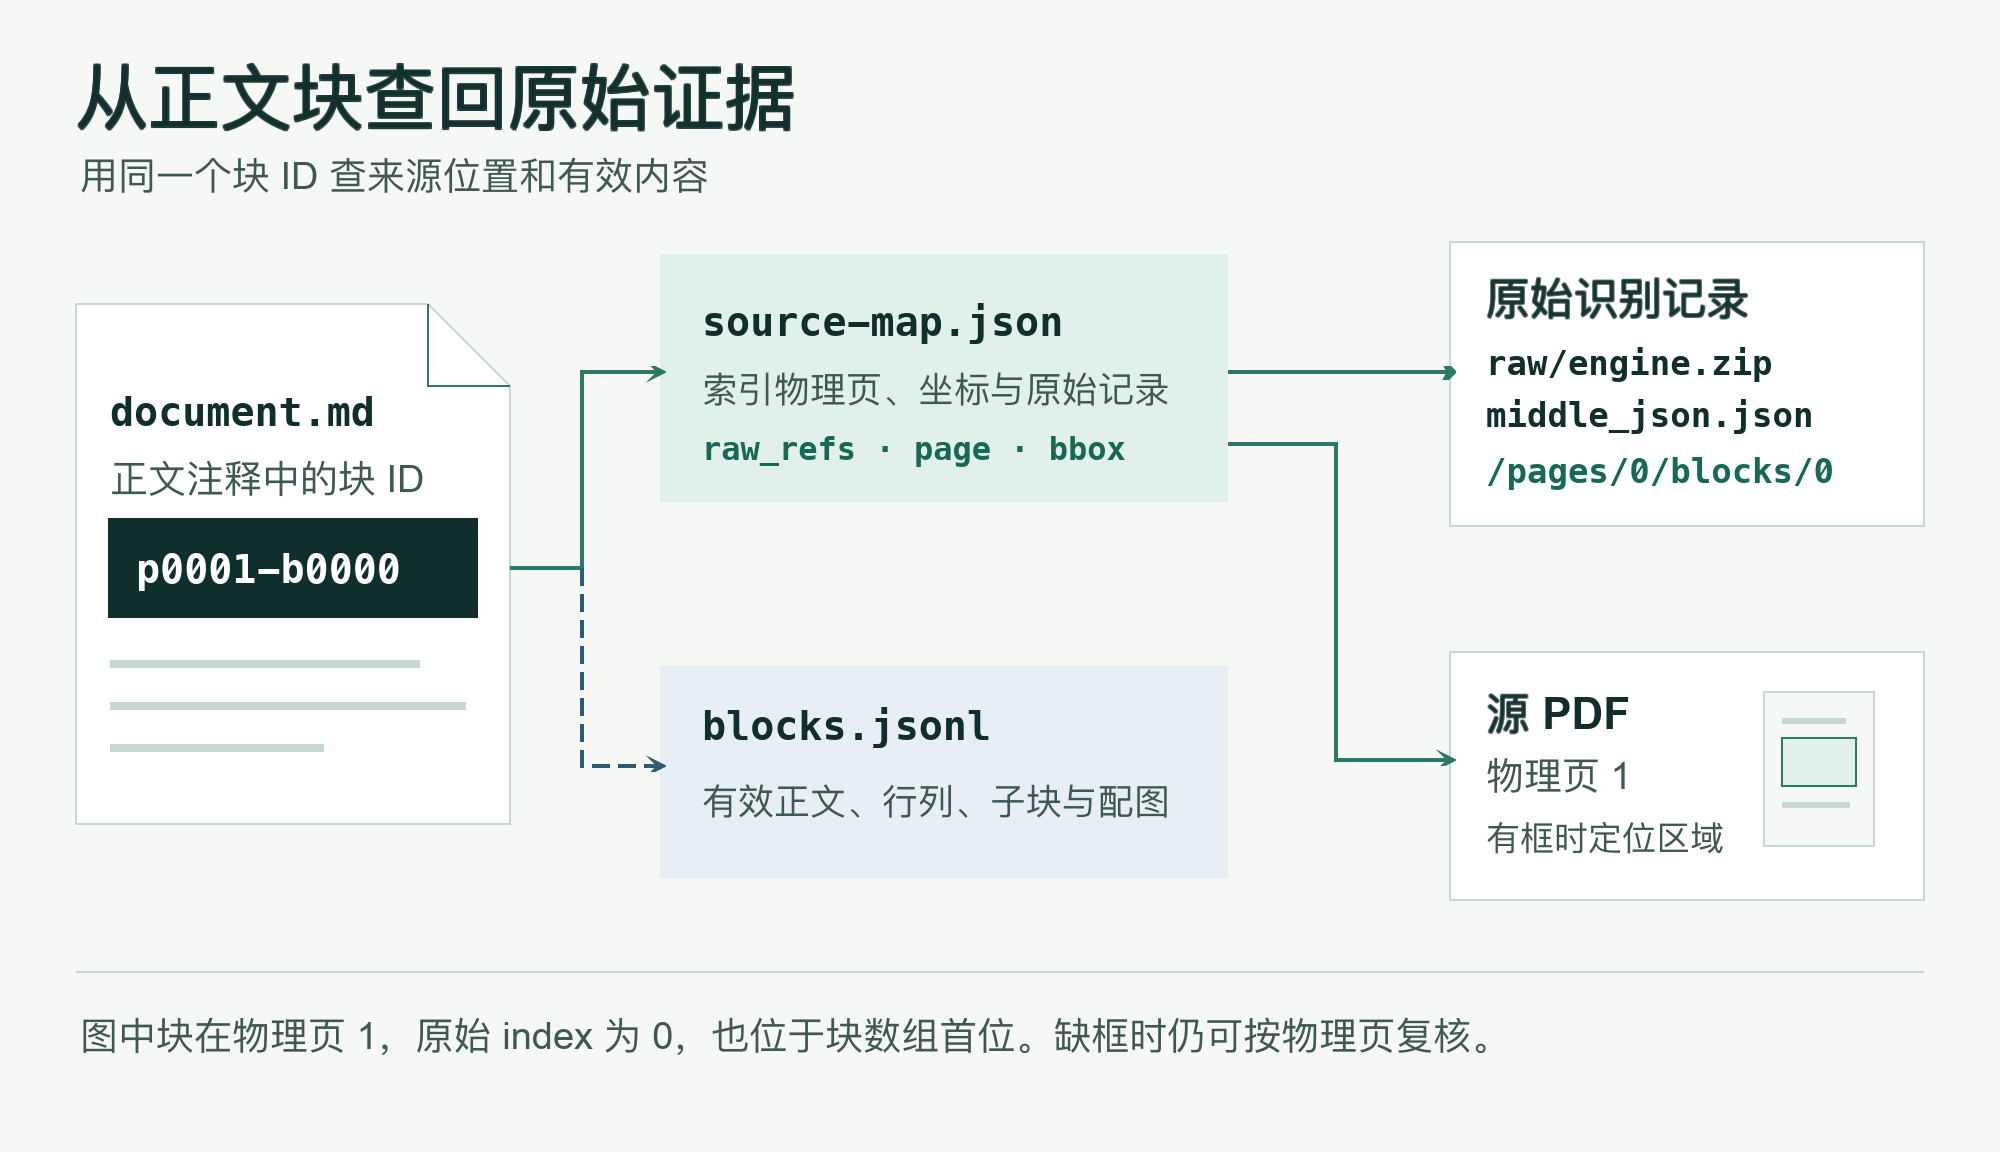 从正文块查回原始证据
用同一个块 ID 查来源位置和有效内容
document.md
正文注释中的块 ID
p0001–b0000
source–map.json
索引物理页、坐标与原始记录
raw_refs · page · bbox
blocks.jsonl
有效正文、行列、子块与配图
原始识别记录
raw/engine.zip
middle_json.json
/pages/0/blocks/0
源 PDF
物理页 1
有框时定位区域
图中块在物理页 1，原始 index 为 0，也位于块数组首位。缺框时仍可按物理页复核。